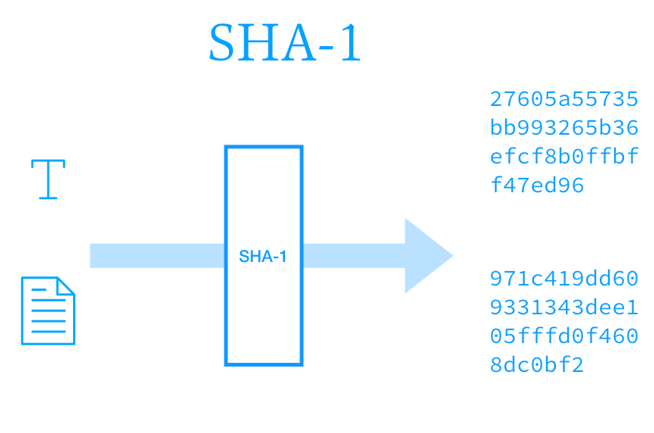 SHA-1
27605a55735
bb993265b36
efcf8b0ffbf
f47ed96
T
SHA-1
971c419dd60
9331343dee1
05fffd0f460
8dc0bf2